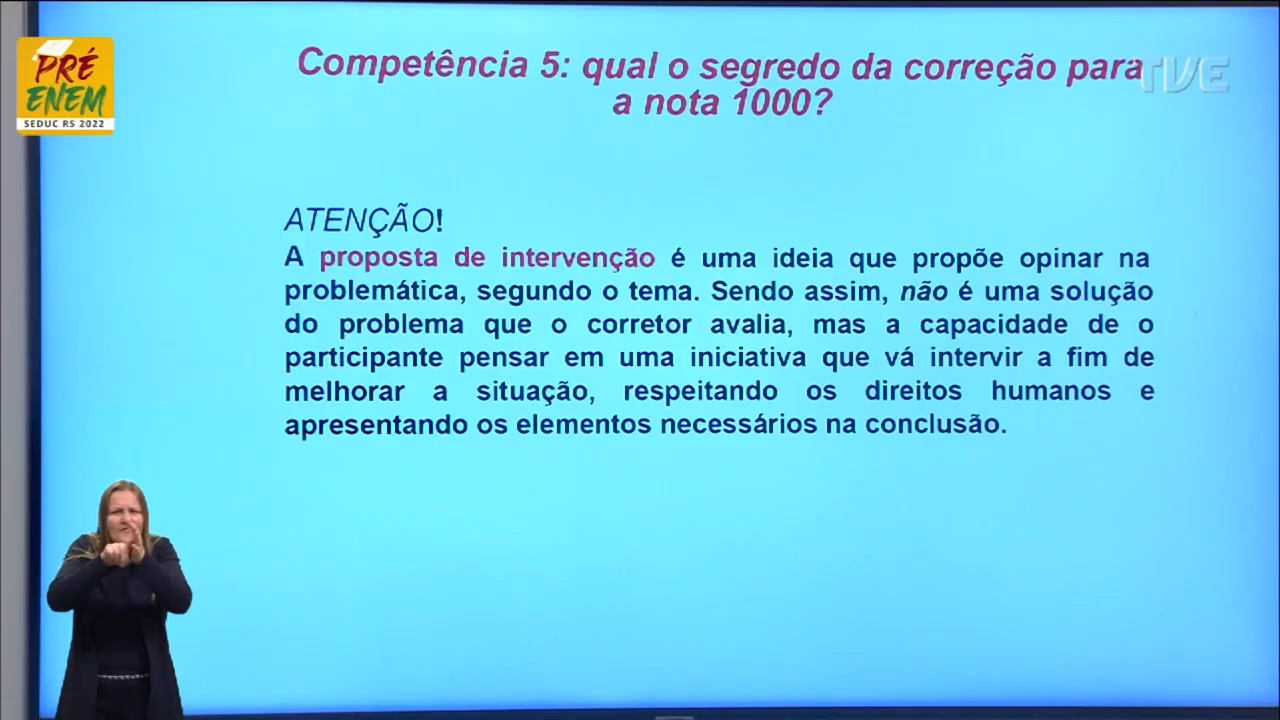 PRÉ
ENEM
SEDUC RS 2022
Competência 5: qual o segredo da correção para
a nota 1000?
TVE
ATENÇÃO!
A proposta de intervenção é uma ideia que propõe opinar na
problemática, segundo o tema. Sendo assim, não é uma solução
do problema que o corretor avalia, mas a capacidade de o
participante pensar em uma iniciativa que vá intervir a fim de
melhorar a situação, respeitando os direitos humanos e
apresentando os elementos necessários na conclusão.